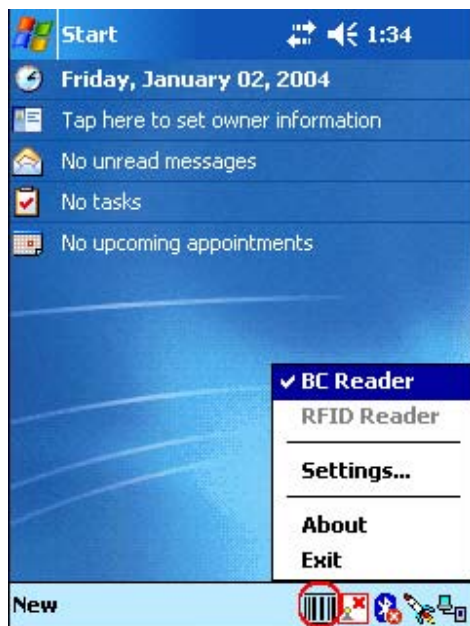 Start 1:34
Friday, January 02, 2004
Tap here to set owner information
No unread messages
No tasks
No upcoming appointments
BC Reader
RFID Reader
Settings...
About
Exit
New